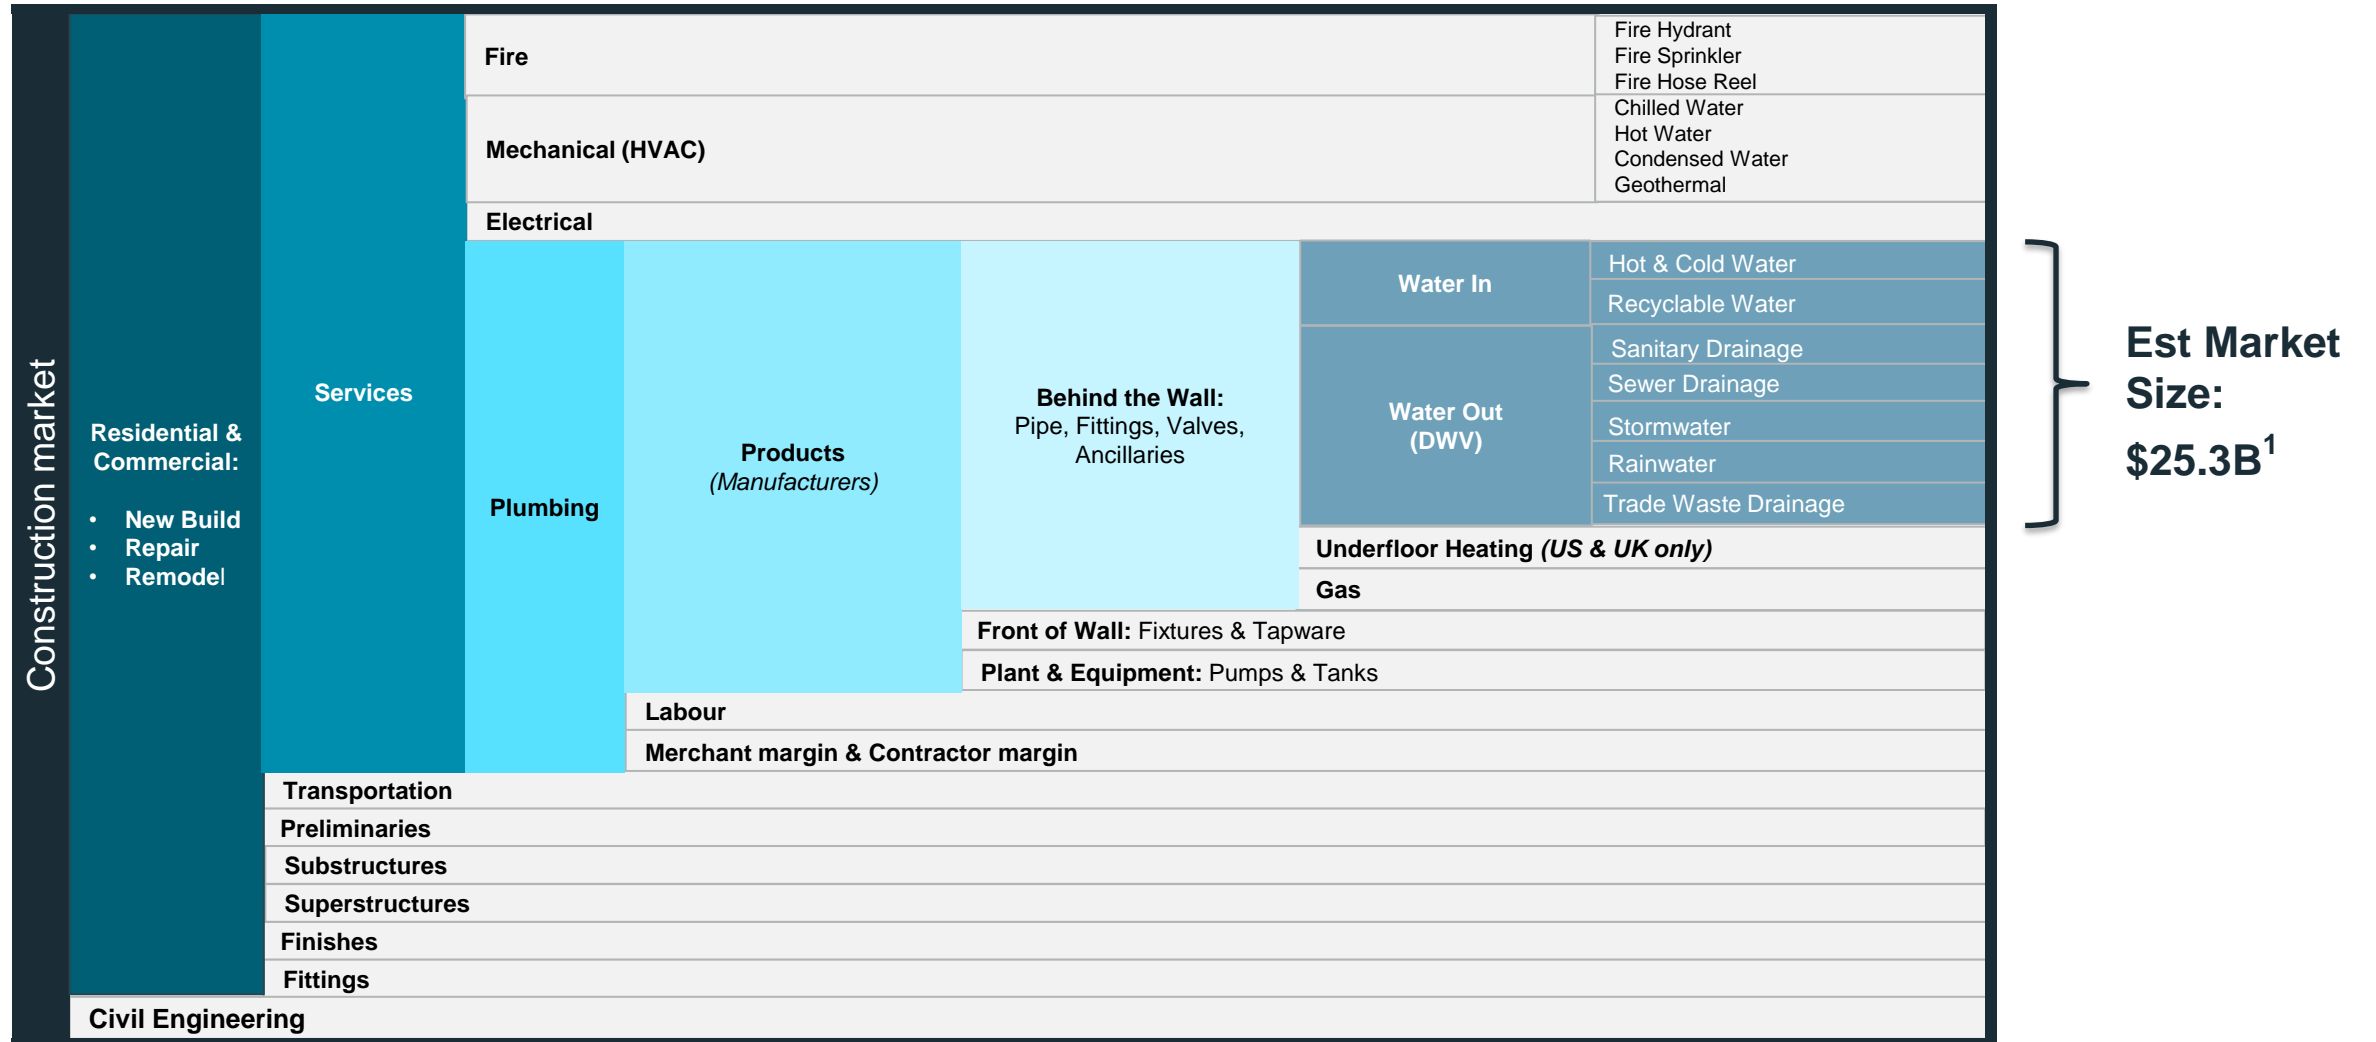 Construction market
Residential &
Commercial:
• New Build
• Repair
• Remodel
Services
Fire
Fire Hydrant
Fire Sprinkler
Fire Hose Reel
Mechanical (HVAC)
Chilled Water
Hot Water
Condensed Water
Geothermal
Electrical
Plumbing
Products
(Manufacturers)
Behind the Wall:
Pipe, Fittings, Valves,
Ancillaries
Water In
Hot & Cold Water
Recyclable Water
Water Out
(DWV)
Sanitary Drainage
Sewer Drainage
Stormwater
Rainwater
Trade Waste Drainage
Underfloor Heating (US & UK only)
Gas
Front of Wall: Fixtures & Tapware
Plant & Equipment: Pumps & Tanks
Labour
Merchant margin & Contractor margin
Transportation
Preliminaries
Substructures
Superstructures
Finishes
Fittings
Civil Engineering
Est Market
Size:
$25.3B¹